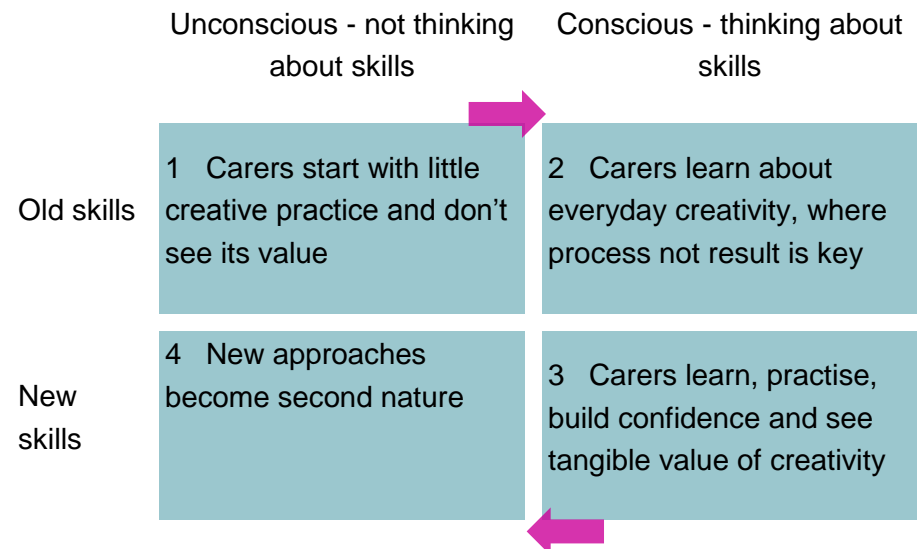 Unconscious - not thinking
about skills
Conscious - thinking about
skills
Old skills
1 Carers start with little
creative practice and don’t
see its value
2 Carers learn about
everyday creativity, where
process not result is key
New
skills
4 New approaches
become second nature
3 Carers learn, practise,
build confidence and see
tangible value of creativity